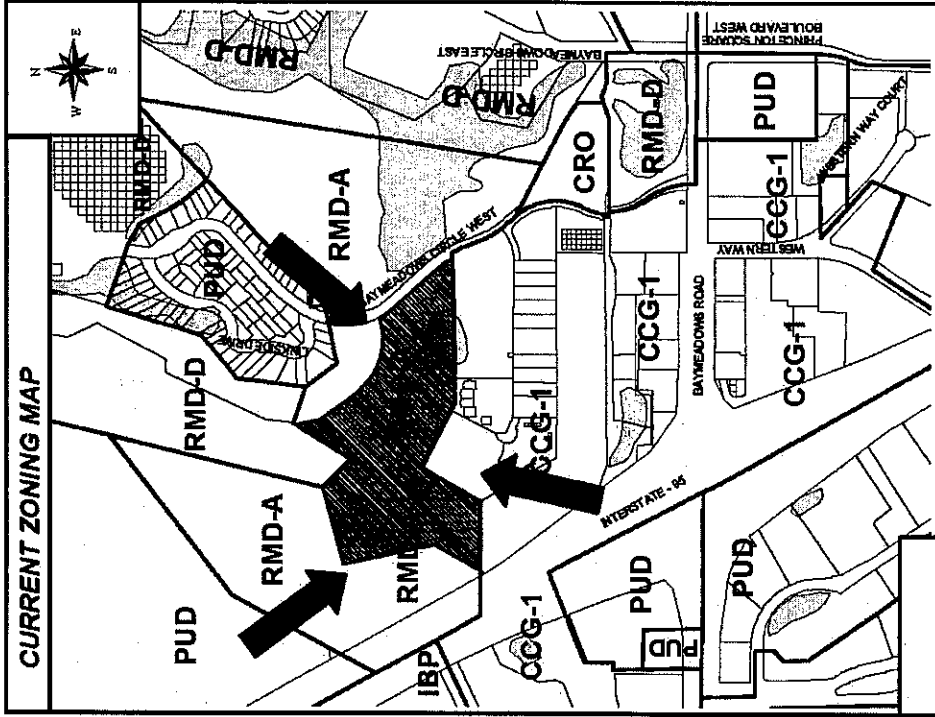 CURRENT ZONING MAP
N
W
E
S
RMD-D
RMD-D
RMD-D
BAYMEADOWS CIRCLE EAST
PRINCETON SQUARE
BOULEVARD WEST
PUD
LINKSIDE DRIVE
RMD-D
RMD-A
RMD-A
PUD
BAYMEADOWS CIRCLE WEST
CRO
RMD-D
PUD
CCG-1
WESTERN WAY COURT
WESTERN WAY
CCG-1
BAYMEADOWS ROAD
CCG-1
CCG-1
INTERSTATE - 95
IBP
CCG-1
PUD
PUD
PUD